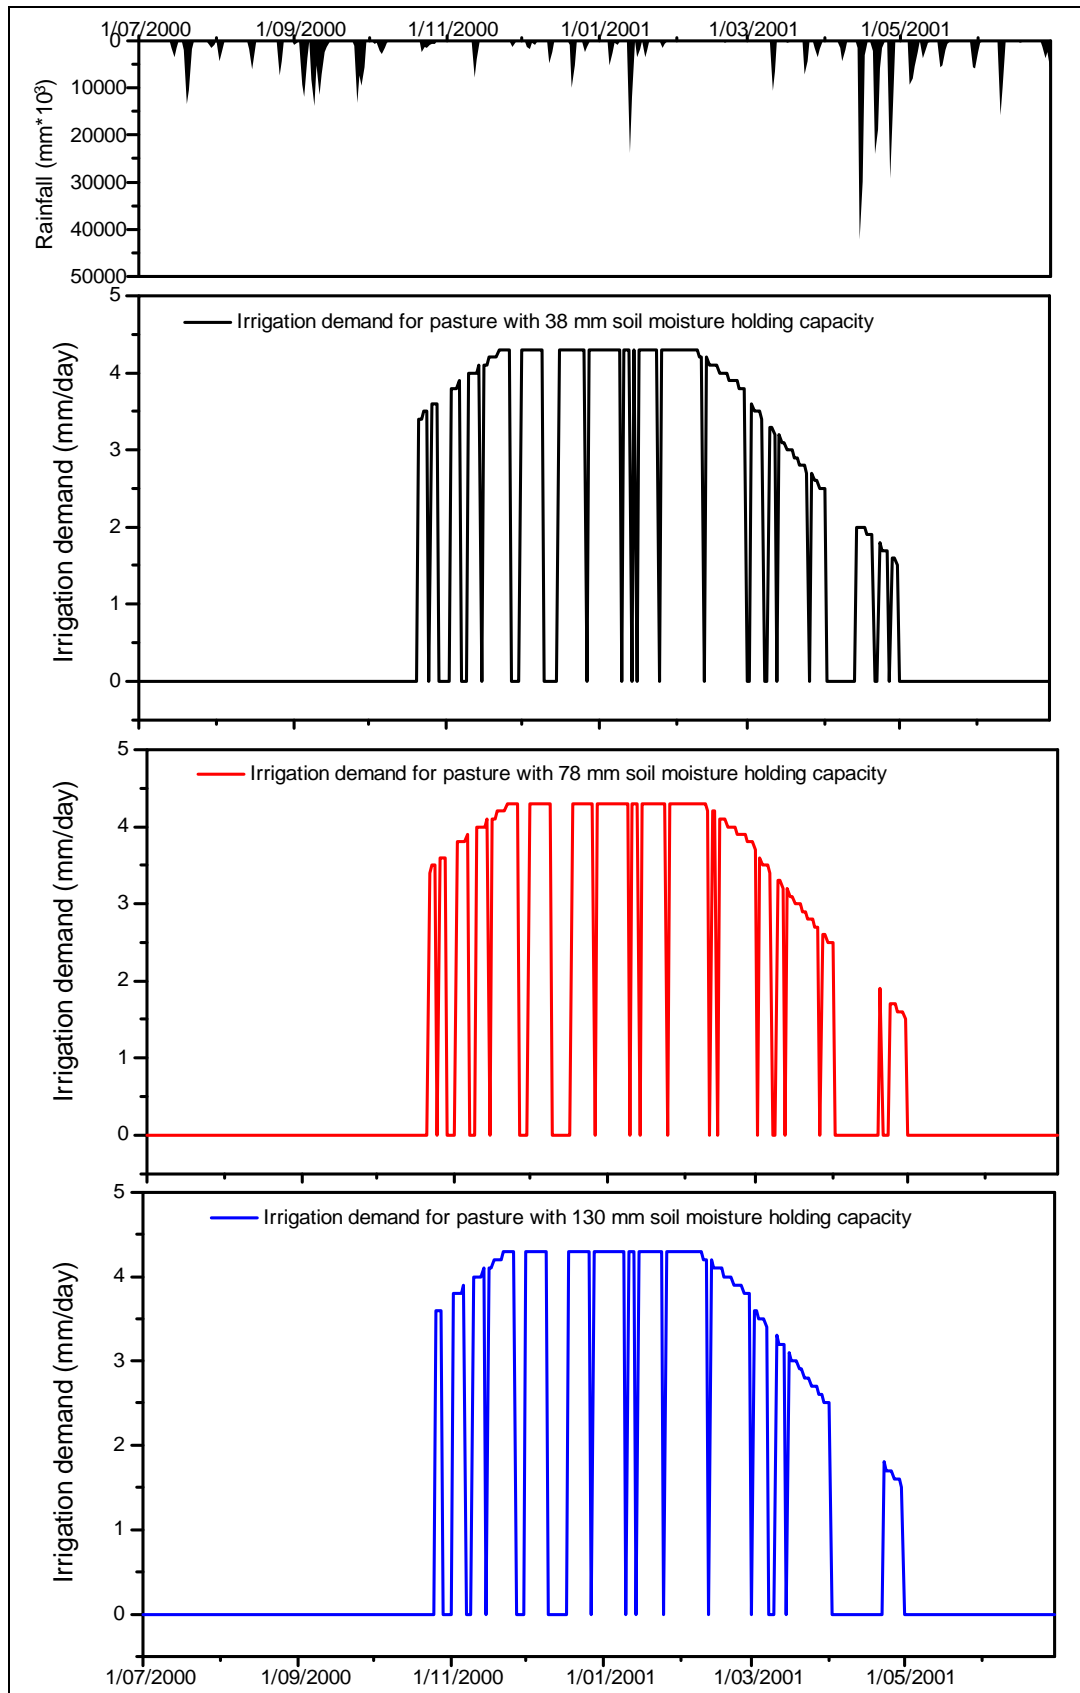 1/07/2000 1/09/2000 1/11/2000 1/01/2001 1/03/2001 1/05/2001
Rainfall (mm*10³)
0
10000
20000
30000
40000
50000
Irrigation demand for pasture with 38 mm soil moisture holding capacity
Irrigation demand (mm/day)
5
4
3
2
1
0
Irrigation demand for pasture with 78 mm soil moisture holding capacity
Irrigation demand (mm/day)
5
4
3
2
1
0
Irrigation demand for pasture with 130 mm soil moisture holding capacity
Irrigation demand (mm/day)
5
4
3
2
1
0
1/07/2000 1/09/2000 1/11/2000 1/01/2001 1/03/2001 1/05/2001